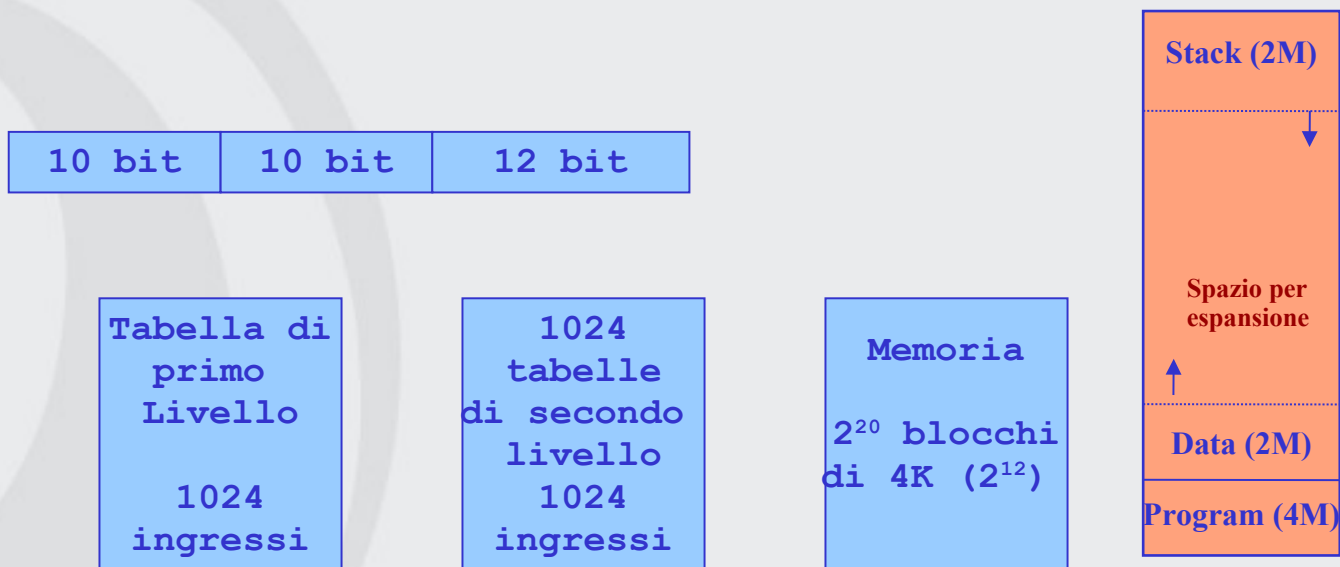 10 bit
10 bit
12 bit
Tabella di
primo
Livello
1024
ingressi
1024
tabelle
di secondo
livello
1024
ingressi
Memoria
2²⁰ blocchi
di 4K (2¹²)
Stack (2M)
Spazio per
espansione
Data (2M)
Program (4M)